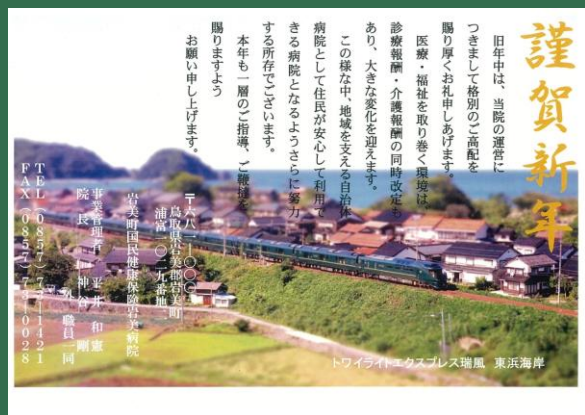 謹賀新年
旧年中は、当院の運営に
つきまして格別のご高配を
賜り厚くお礼申しあげます。
医療・福祉を取り巻く環境は、
診療報酬・介護報酬の同時改定も
あり、大きな変化を迎えます。
この様な中、地域を支える自治体
病院として住民が安心して利用で
きる病院となるようさらに努力
する所存でございます。
本年も一層のご指導、ご鞭撻を
賜りますよう
お願い申し上げます。
鳥取県岩美郡岩美町
浦富一〇二九番地一
岩美町国民健康保険岩美病院
事業管理者 平井 和憲
院長 神谷 剛
職員一同
TEL(0857)73-1421
FAX(0857)73-0028
トワイライトエクスプレス瑞風 東浜海岸